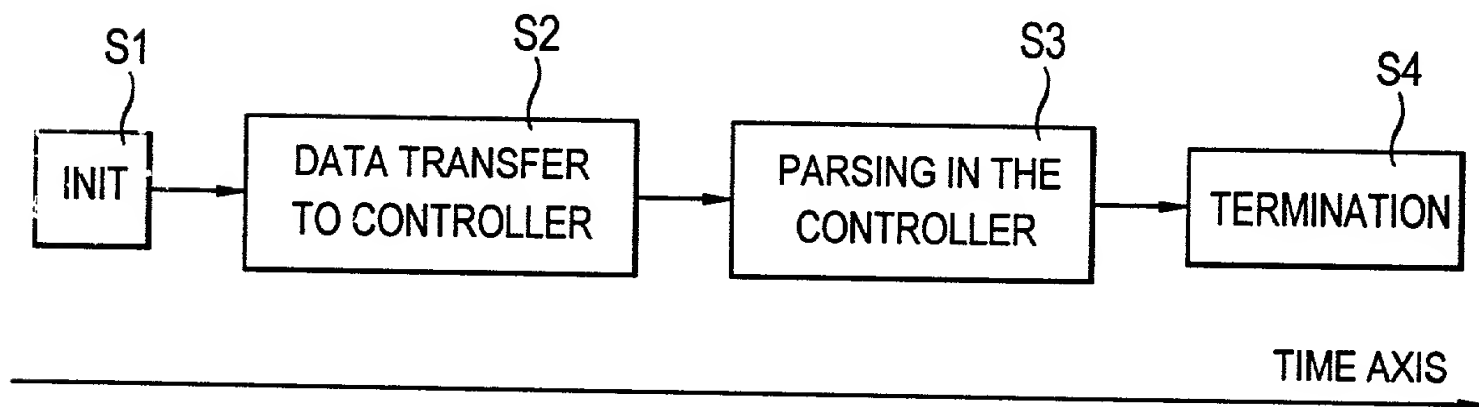 S1
S2
S3
S4
INIT
DATA TRANSFER
TO CONTROLLER
PARSING IN THE
CONTROLLER
TERMINATION
TIME AXIS